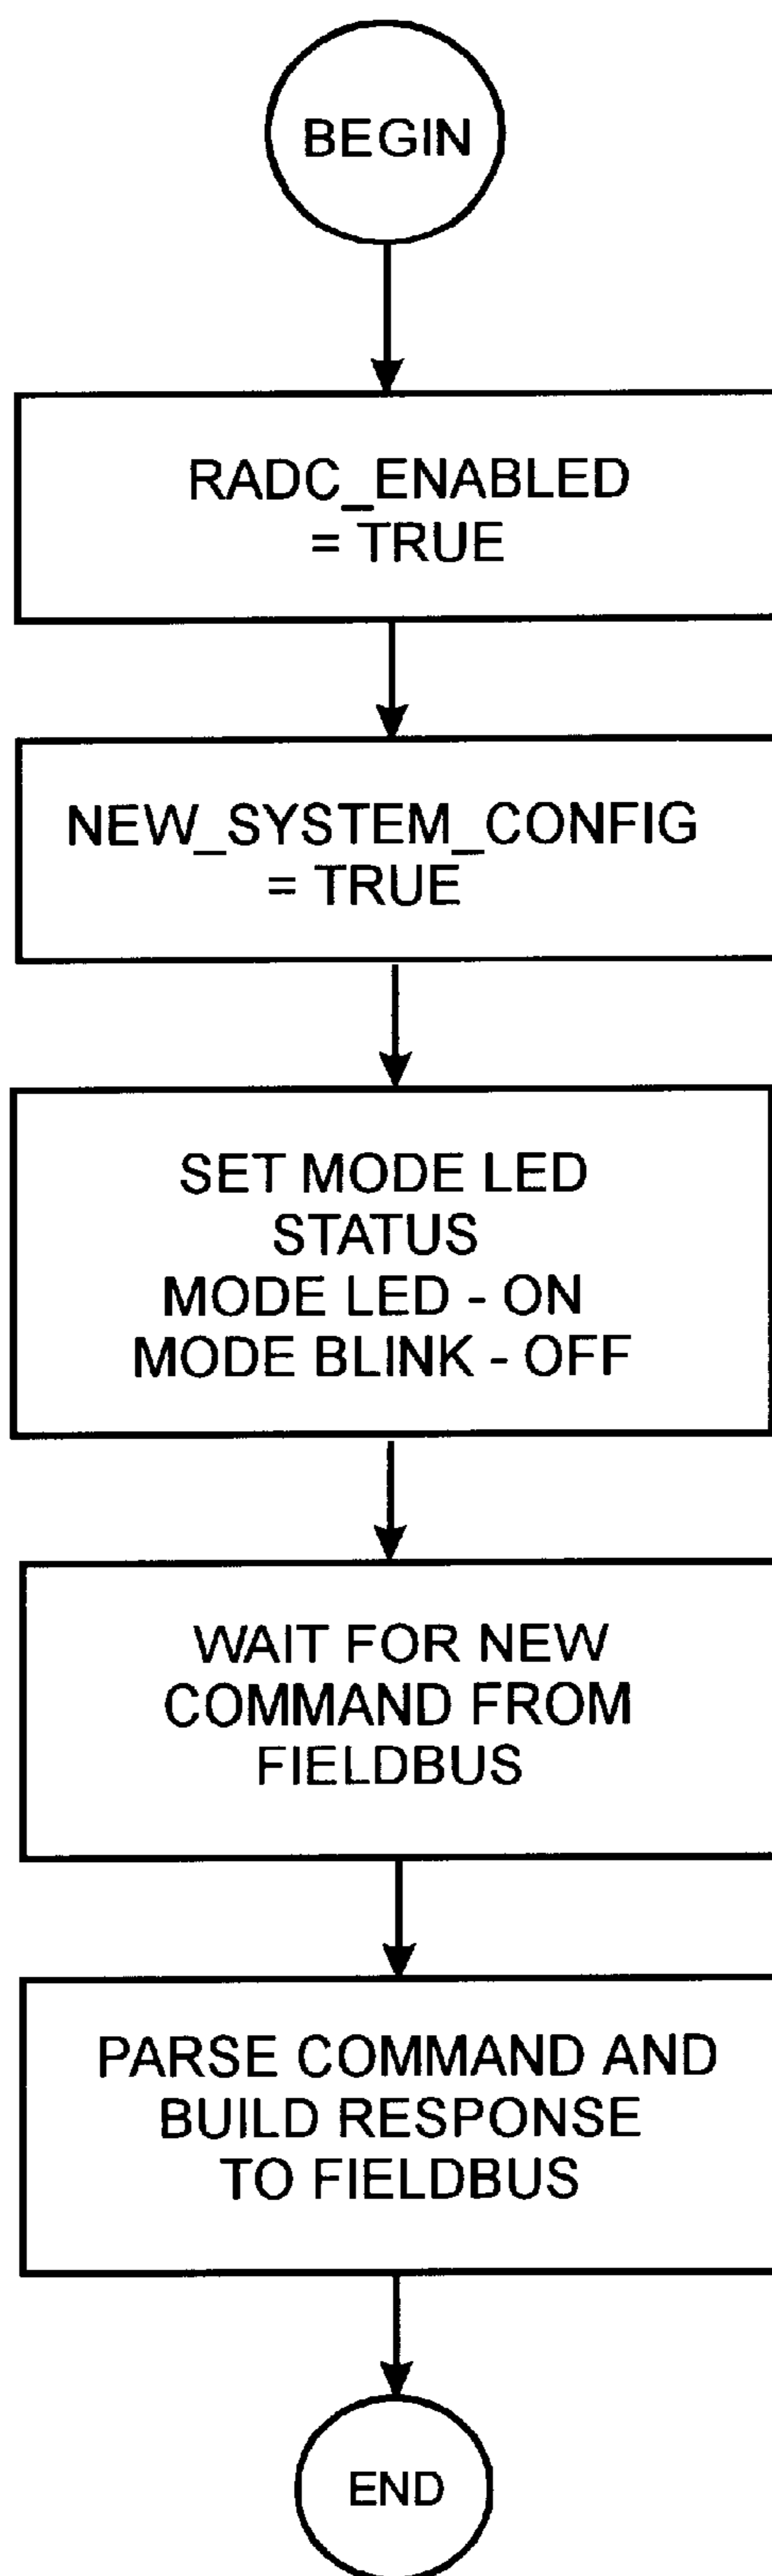 BEGIN
RADC_ENABLED
= TRUE
NEW_SYSTEM_CONFIG
= TRUE
SET MODE LED
STATUS
MODE LED - ON
MODE BLINK - OFF
WAIT FOR NEW
COMMAND FROM
FIELDBUS
PARSE COMMAND AND
BUILD RESPONSE
TO FIELDBUS
END